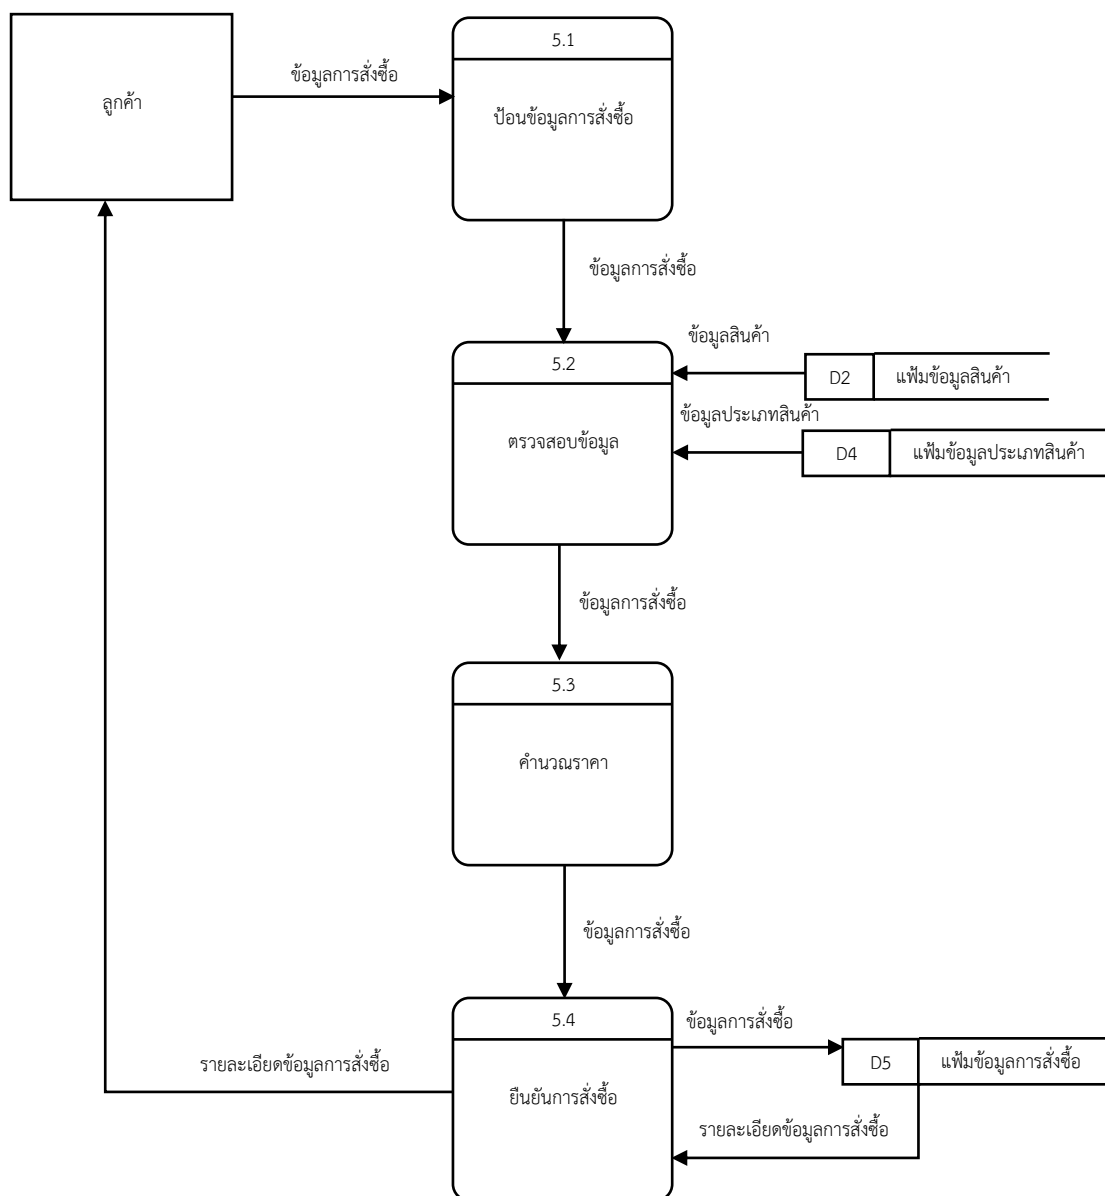 5.1
ข้อมูลการสั่งซื้อ
ลูกค้า
ป้อนข้อมูลการสั่งซื้อ
ข้อมูลการสั่งซื้อ
ข้อมูลสินค้า
5.2
D2
แฟ้มข้อมูลสินค้า
ข้อมูลประเภทสินค้า
ตรวจสอบข้อมูล
D4
แฟ้มข้อมูลประเภทสินค้า
ข้อมูลการสั่งซื้อ
5.3
คำนวณราคา
ข้อมูลการสั่งซื้อ
5.4
ข้อมูลการสั่งซื้อ
รายละเอียดข้อมูลการสั่งซื้อ
D5
แฟ้มข้อมูลการสั่งซื้อ
ยืนยันการสั่งซื้อ
รายละเอียดข้อมูลการสั่งซื้อ